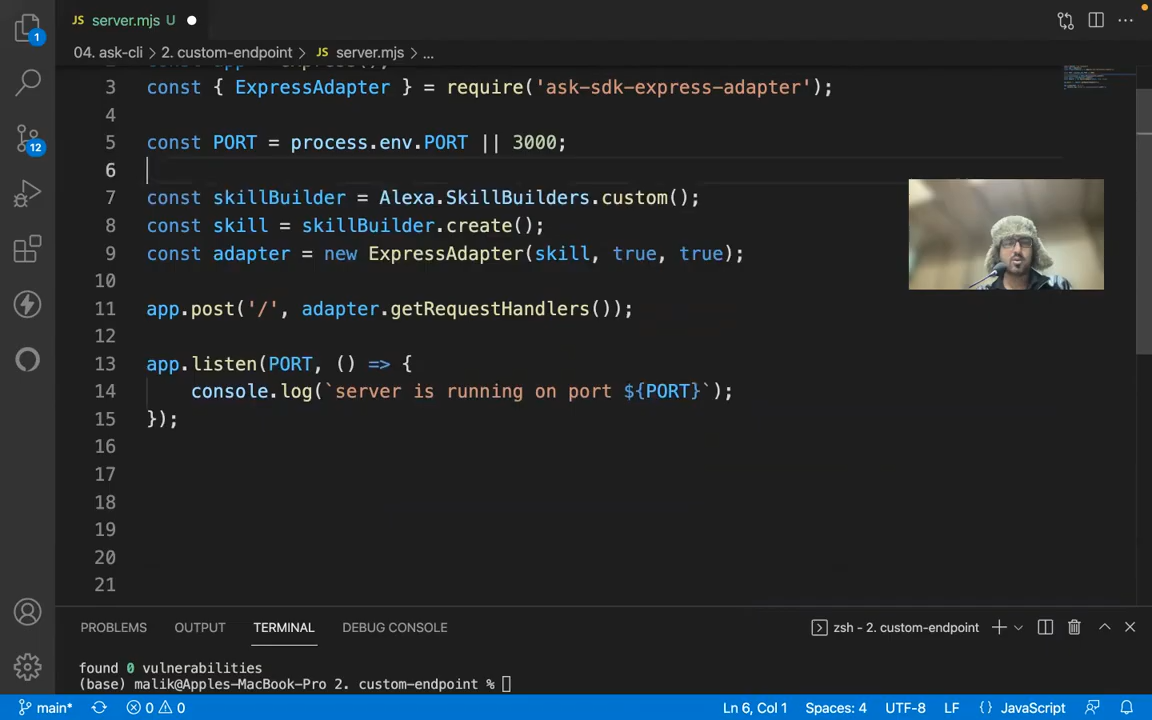 1
JS server.mjs U
04. ask-cli > 2. custom-endpoint > JS server.mjs > ...
3 const { ExpressAdapter } = require('ask-sdk-express-adapter');
4
5 const PORT = process.env.PORT || 3000;
6
7 const skillBuilder = Alexa.SkillBuilders.custom();
8 const skill = skillBuilder.create();
9 const adapter = new ExpressAdapter(skill, true, true);
10
11 app.post('/', adapter.getRequestHandlers());
12
12
13 app.listen(PORT, () => {
14 console.log(`server is running on port ${PORT}`);
15 });
16
17
18
19
20
21
PROBLEMS OUTPUT TERMINAL DEBUG CONSOLE
zsh - 2. custom-endpoint
found 0 vulnerabilities
(base) malik@Apples-MacBook-Pro 2. custom-endpoint %
main* 0 0 Ln 6, Col 1 Spaces: 4 UTF-8 LF {} JavaScript